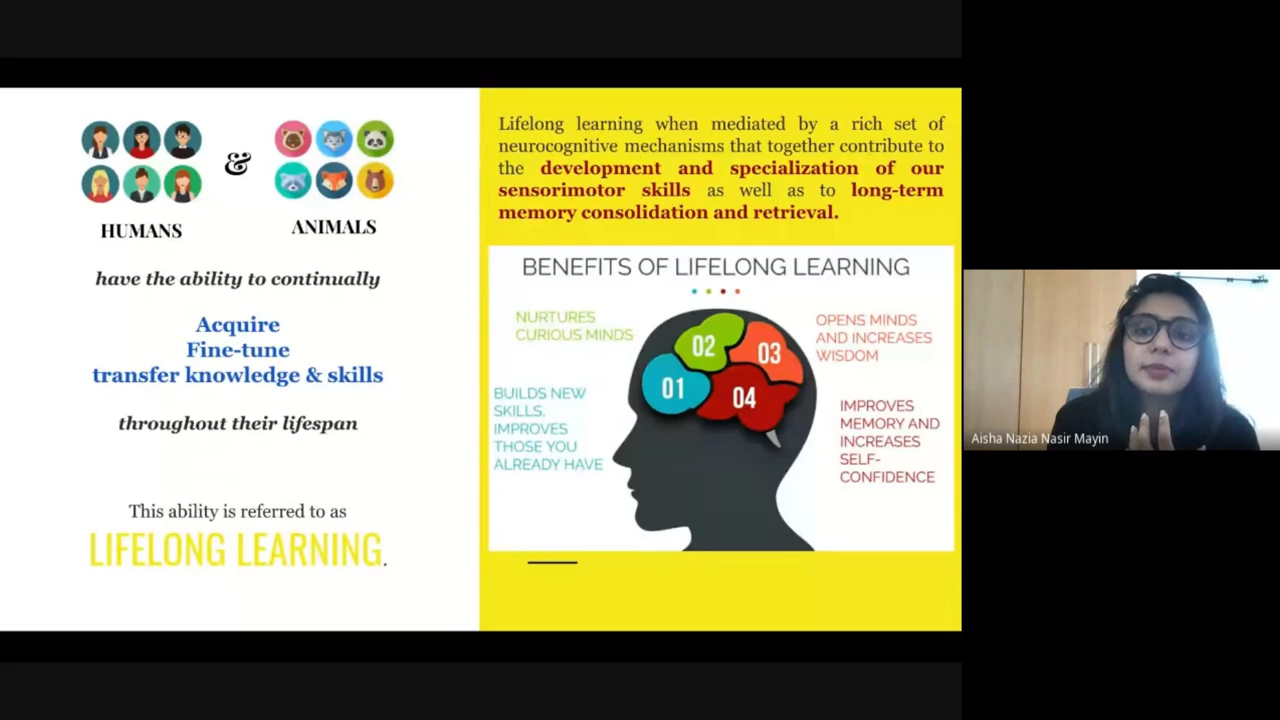 &
HUMANS
ANIMALS
have the ability to continually
Acquire
Fine-tune
transfer knowledge & skills
throughout their lifespan
This ability is referred to as
LIFELONG LEARNING.
Lifelong learning when mediated by a rich set of
neurocognitive mechanisms that together contribute to
the development and specialization of our
sensorimotor skills as well as to long-term
memory consolidation and retrieval.
BENEFITS OF LIFELONG LEARNING
NURTURES
CURIOUS MINDS
BUILDS NEW
SKILLS,
IMPROVES
THOSE YOU
ALREADY HAVE
01
02
03
04
OPENS MINDS
AND INCREASES
WISDOM
IMPROVES
MEMORY AND
INCREASES
SELF-
CONFIDENCE
Aisha Nazia Nasir Mayin